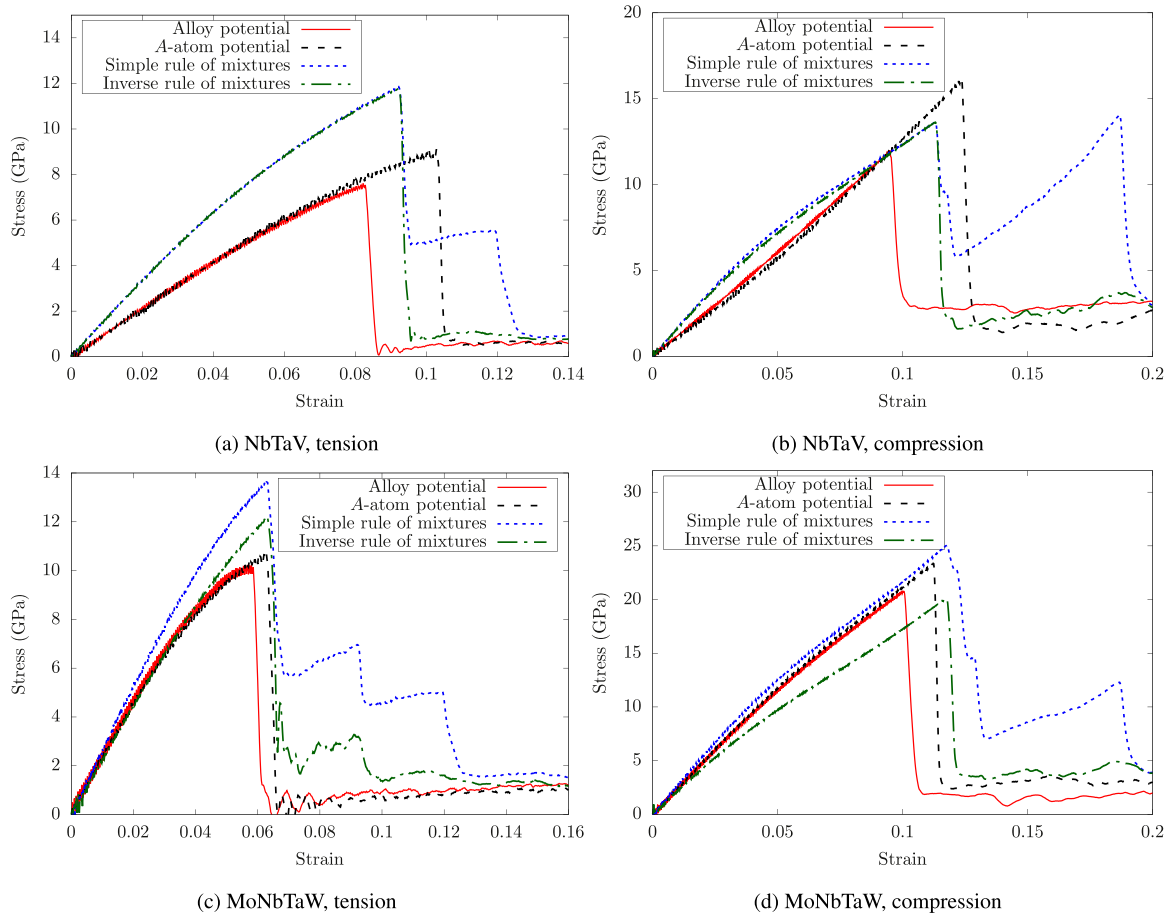 Stress (GPa)
0
2
4
6
8
10
12
14
0
0.02
0.04
0.06
0.08
0.1
0.12
0.14
Strain
Alloy potential
A-atom potential
Simple rule of mixtures
Inverse rule of mixtures
(a) NbTaV, tension
Stress (GPa)
0
5
10
15
20
0
0.05
0.1
0.15
0.2
Strain
Alloy potential
A-atom potential
Simple rule of mixtures
Inverse rule of mixtures
(b) NbTaV, compression
Stress (GPa)
0
2
4
6
8
10
12
14
0
0.02
0.04
0.06
0.08
0.1
0.12
0.14
0.16
Strain
Alloy potential
A-atom potential
Simple rule of mixtures
Inverse rule of mixtures
(c) MoNbTaW, tension
Stress (GPa)
0
5
10
15
20
25
30
0
0.05
0.1
0.15
0.2
Strain
Alloy potential
A-atom potential
Simple rule of mixtures
Inverse rule of mixtures
(d) MoNbTaW, compression